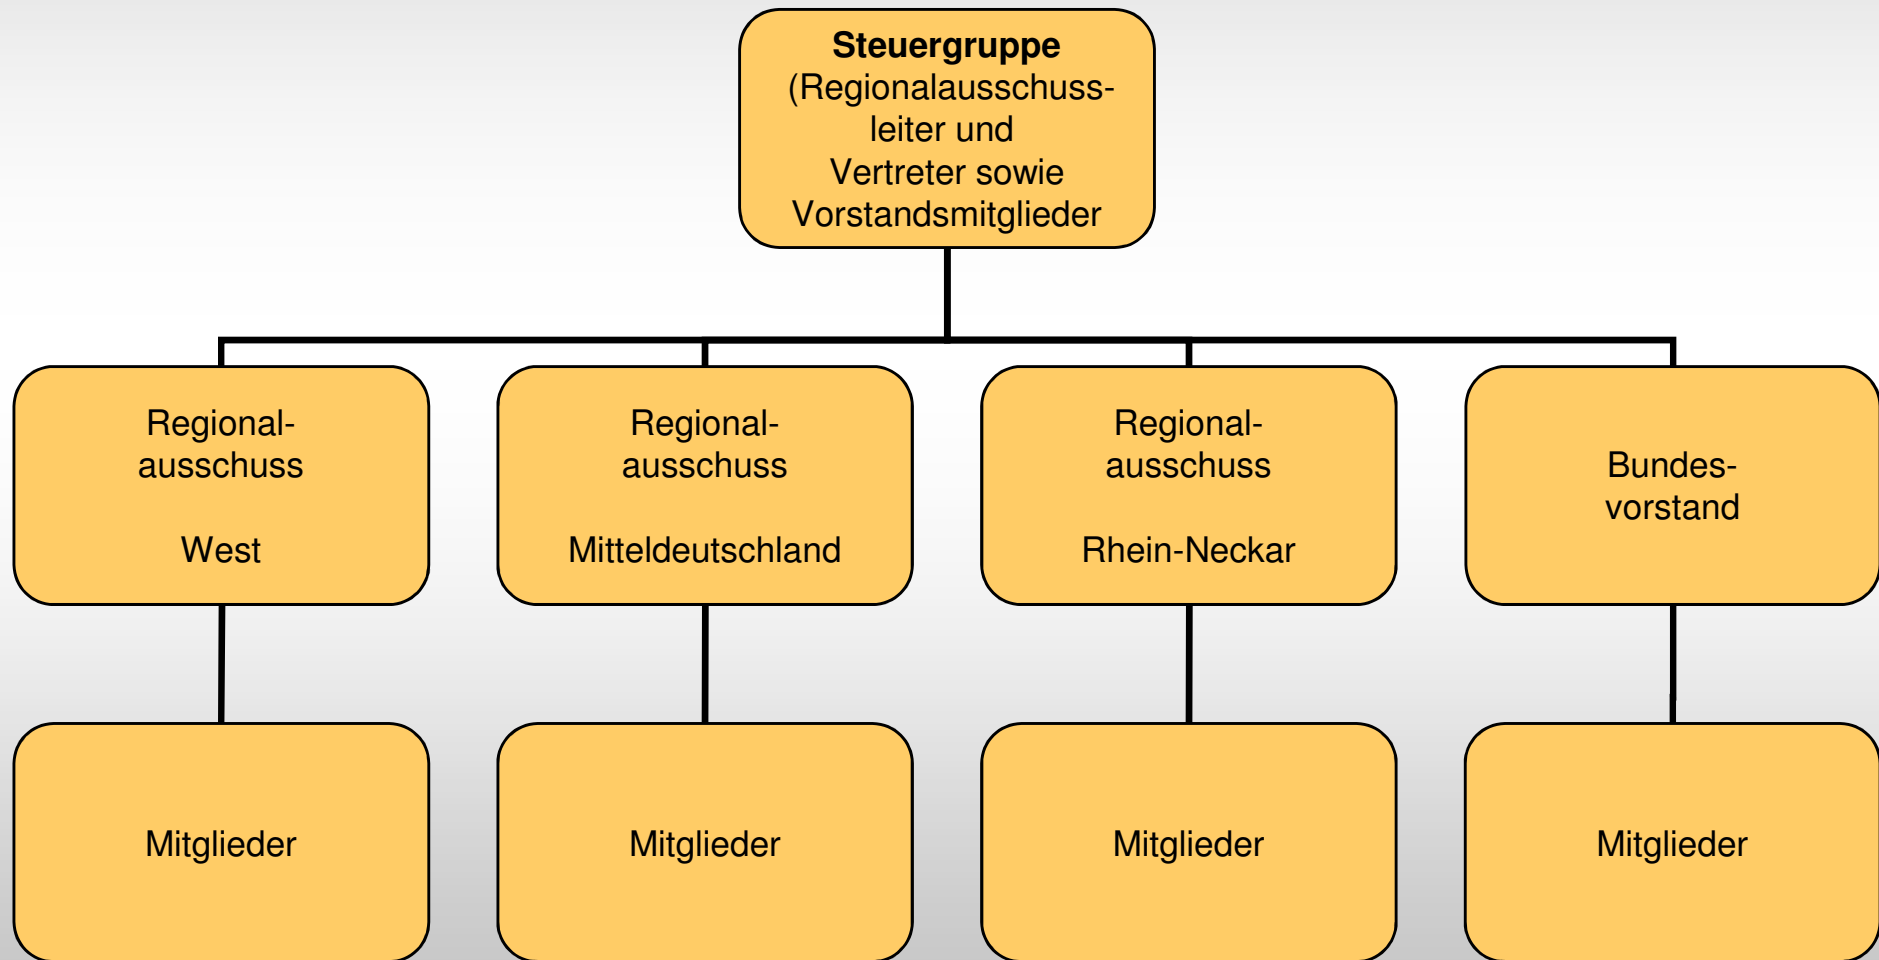 Steuergruppe
(Regionalausschuss-
leiter und
Vertreter sowie
Vorstandsmitglieder
Regional-
ausschuss
West
Regional-
ausschuss
Mitteldeutschland
Regional-
ausschuss
Rhein-Neckar
Bundes-
vorstand
Mitglieder
Mitglieder
Mitglieder
Mitglieder